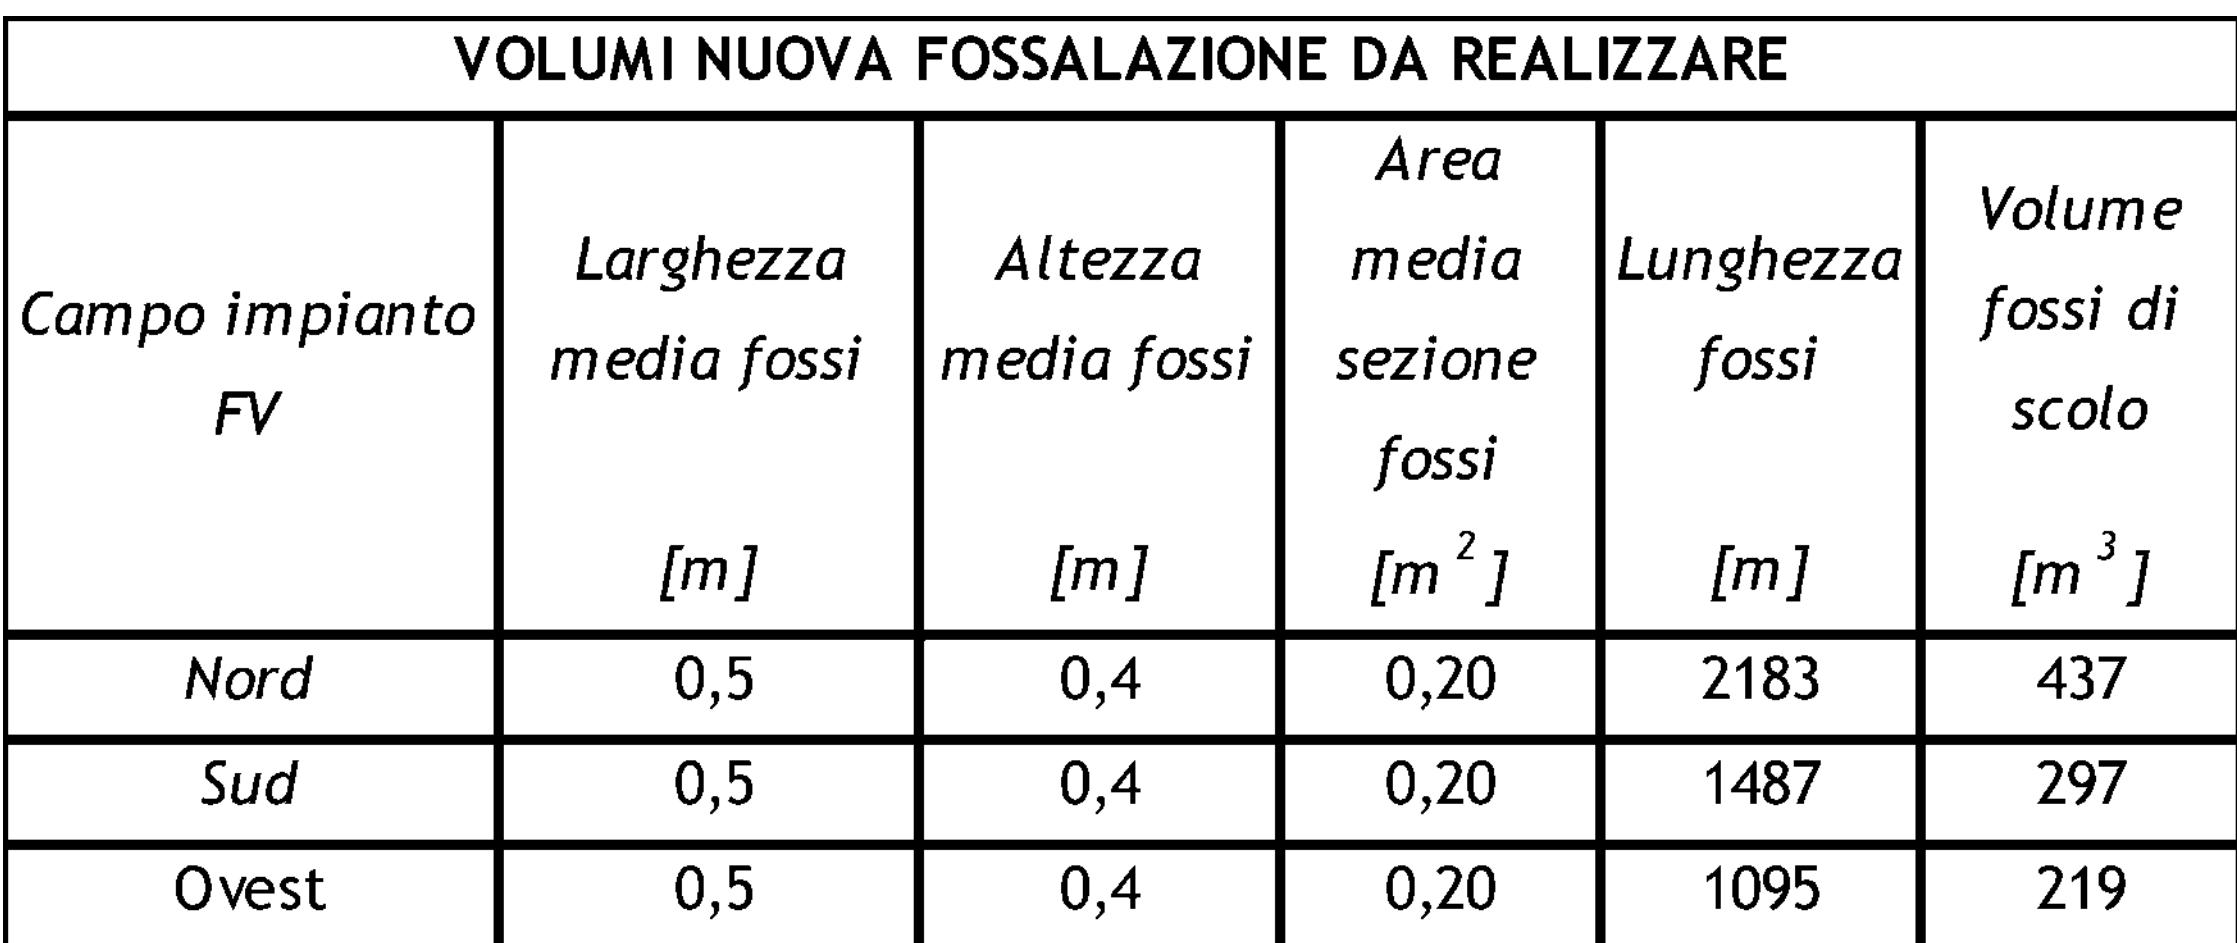 VOLUMI NUOVA FOSSALAZIONE DA REALIZZARE
Campo impianto
FV
Larghezza
media fossi
[m]
Altezza
media fossi
[m]
Area
media
sezione
fossi
[m²]
Lunghezza
fossi
[m]
Volume
fossi di
scolo
[m³]
Nord 0,5 0,4 0,20 2183 437
Sud 0,5 0,4 0,20 1487 297
Ovest 0,5 0,4 0,20 1095 219